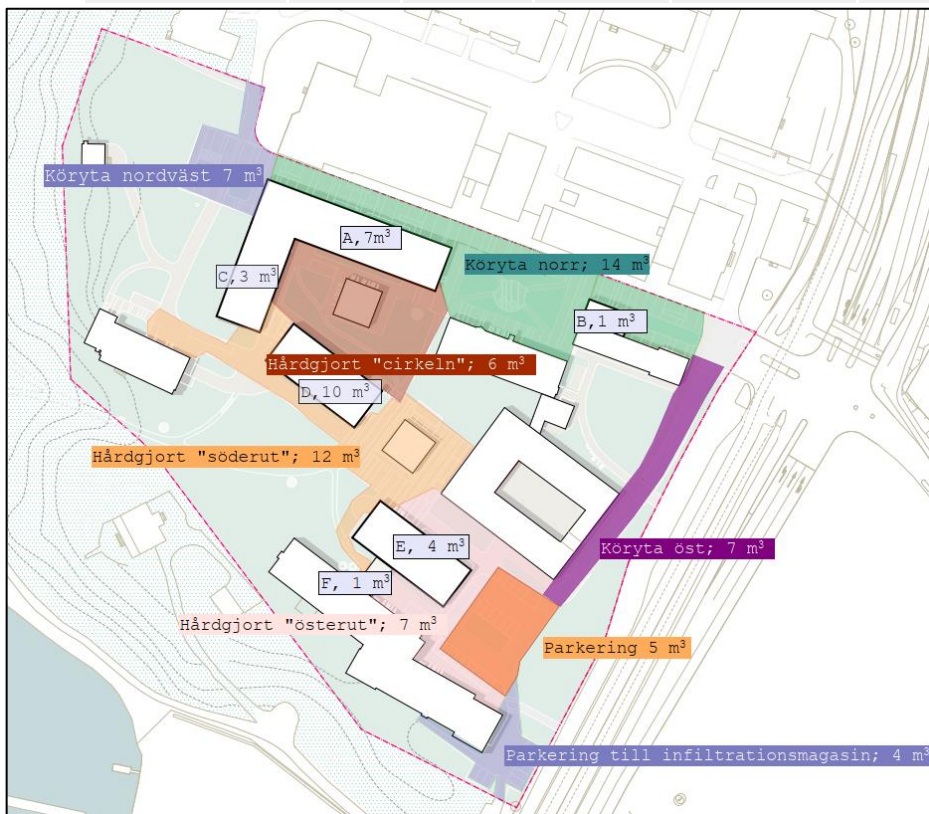 Köryta nordväst 7 m³
A,7m³
C,3 m³
Köryta norr; 14 m³
B,1 m³
Hårdgjort "cirkeln"; 6 m³
D,10 m³
Hårdgjort "söderut"; 12 m³
E, 4 m³
Köryta öst; 7 m³
F, 1 m³
Hårdgjort "österut"; 7 m³
Parkering 5 m³
Parkering till infiltrationsmagasin; 4 m³